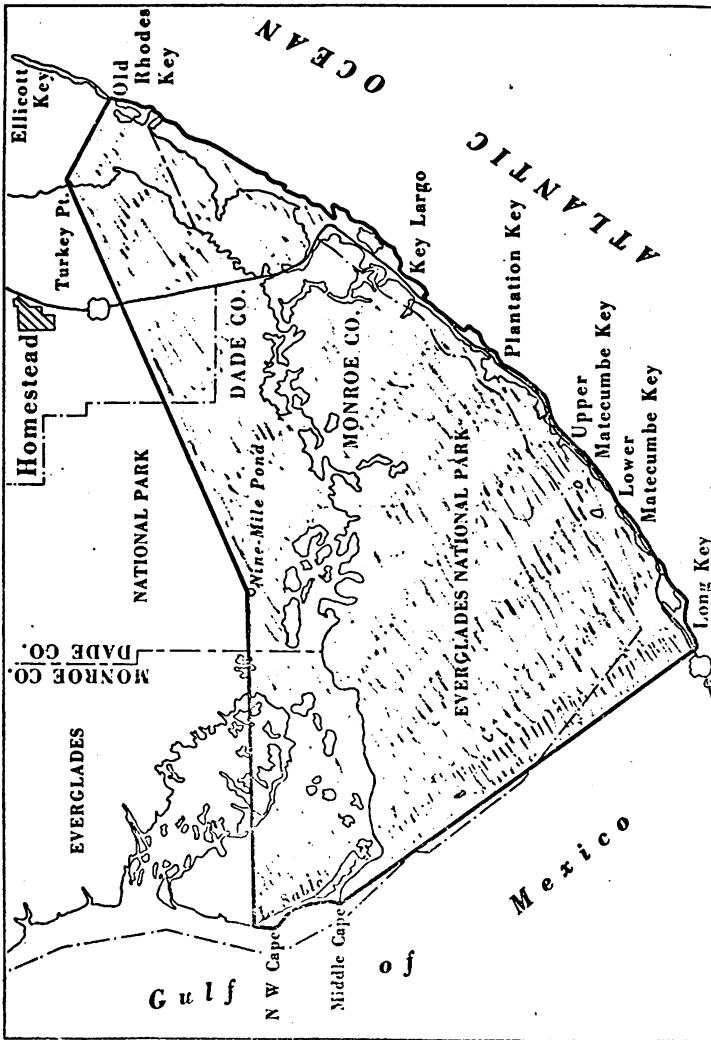 Ellicott
Key
Old
Rhodes
Key
OCEAN
ATLANTIC
Turkey Pt.
Homestead
Key Largo
Plantation Key
DADE CO.
MONROE CO.
NATIONAL PARK
Nine-Mile Pond
Upper
Matecumbe Key
Lower
Matecumbe Key
EVERGLADES NATIONAL PARK
Long Key
MONROE CO.
DADE CO.
EVERGLADES
L. Sable
N W Cape
Middle Cape
Gulf
of
Mexico